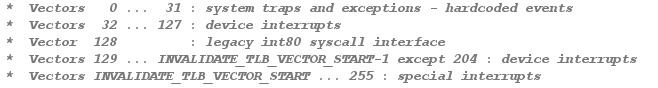 *  Vectors   0 ...  31 : system traps and exceptions - hardcoded events
*  Vectors  32 ... 127 : device interrupts
*  Vector  128         : legacy int80 syscall interface
*  Vectors 129 ... INVALIDATE_TLB_VECTOR_START-1 except 204 : device interrupts
*  Vectors INVALIDATE_TLB_VECTOR_START ... 255 : special interrupts